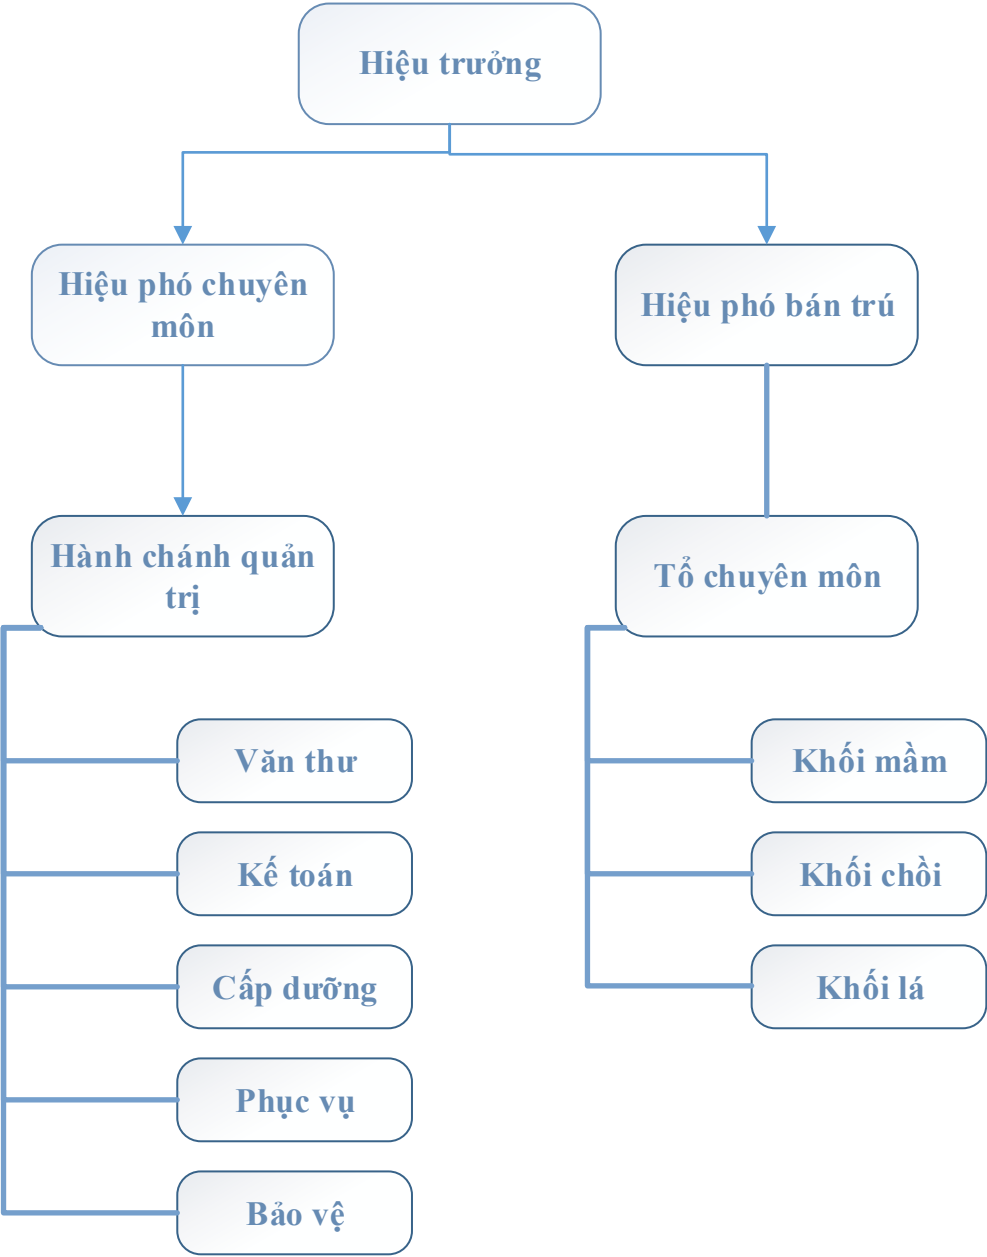 Hiệu trưởng
Hiệu phó chuyên
môn
Hiệu phó bán trú
Hành chánh quản
trị
Tổ chuyên môn
Văn thư
Khối mầm
Kế toán
Khối chồi
Cấp dưỡng
Khối lá
Phục vụ
Bảo vệ